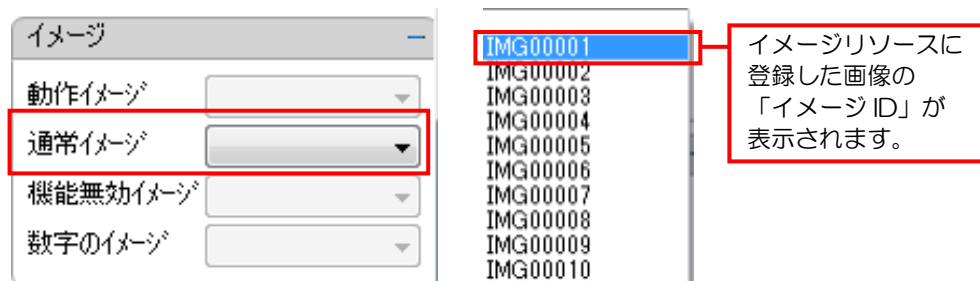 イメージ
動作イメージ
通常イメージ
機能無効イメージ
数字のイメージ
IMG00001
IMG00002
IMG00003
IMG00004
IMG00005
IMG00006
IMG00007
IMG00008
IMG00009
IMG00010
イメージリソースに
登録した画像の
「イメージ ID」が
表示されます。